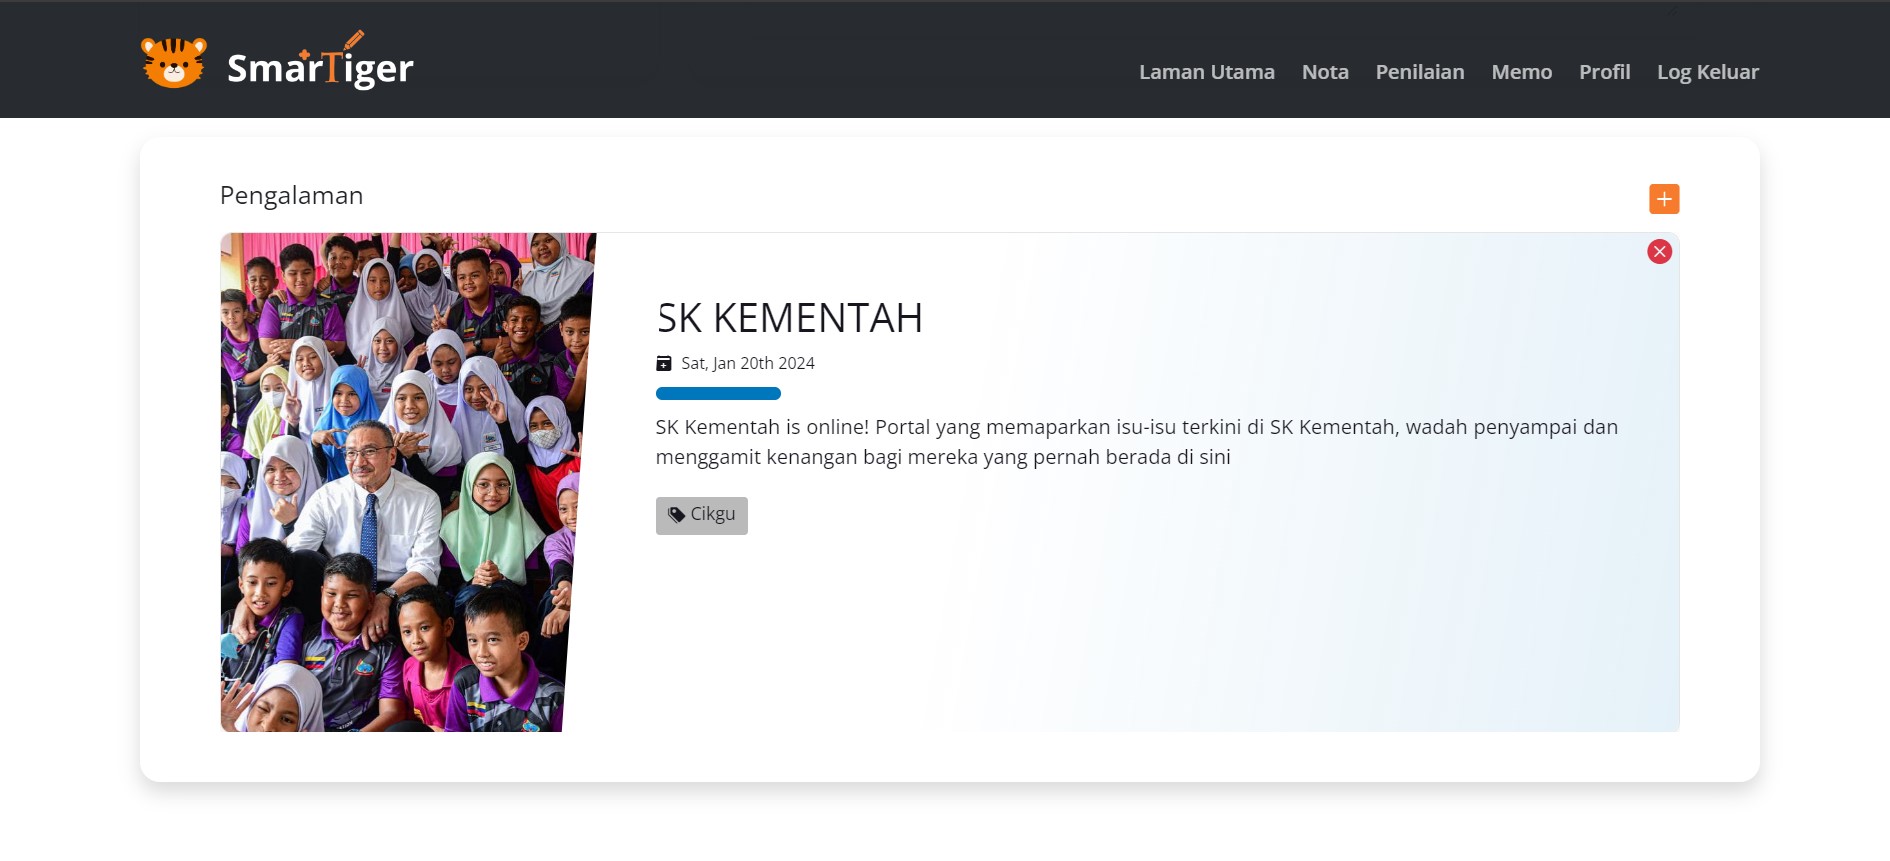 SmarTiger
Laman Utama Nota Penilaian Memo Profil Log Keluar
Pengalaman
SK KEMENTAH
Sat, Jan 20th 2024
SK Kementah is online! Portal yang memaparkan isu-isu terkini di SK Kementah, wadah penyampai dan
menggamit kenangan bagi mereka yang pernah berada di sini
Cikgu